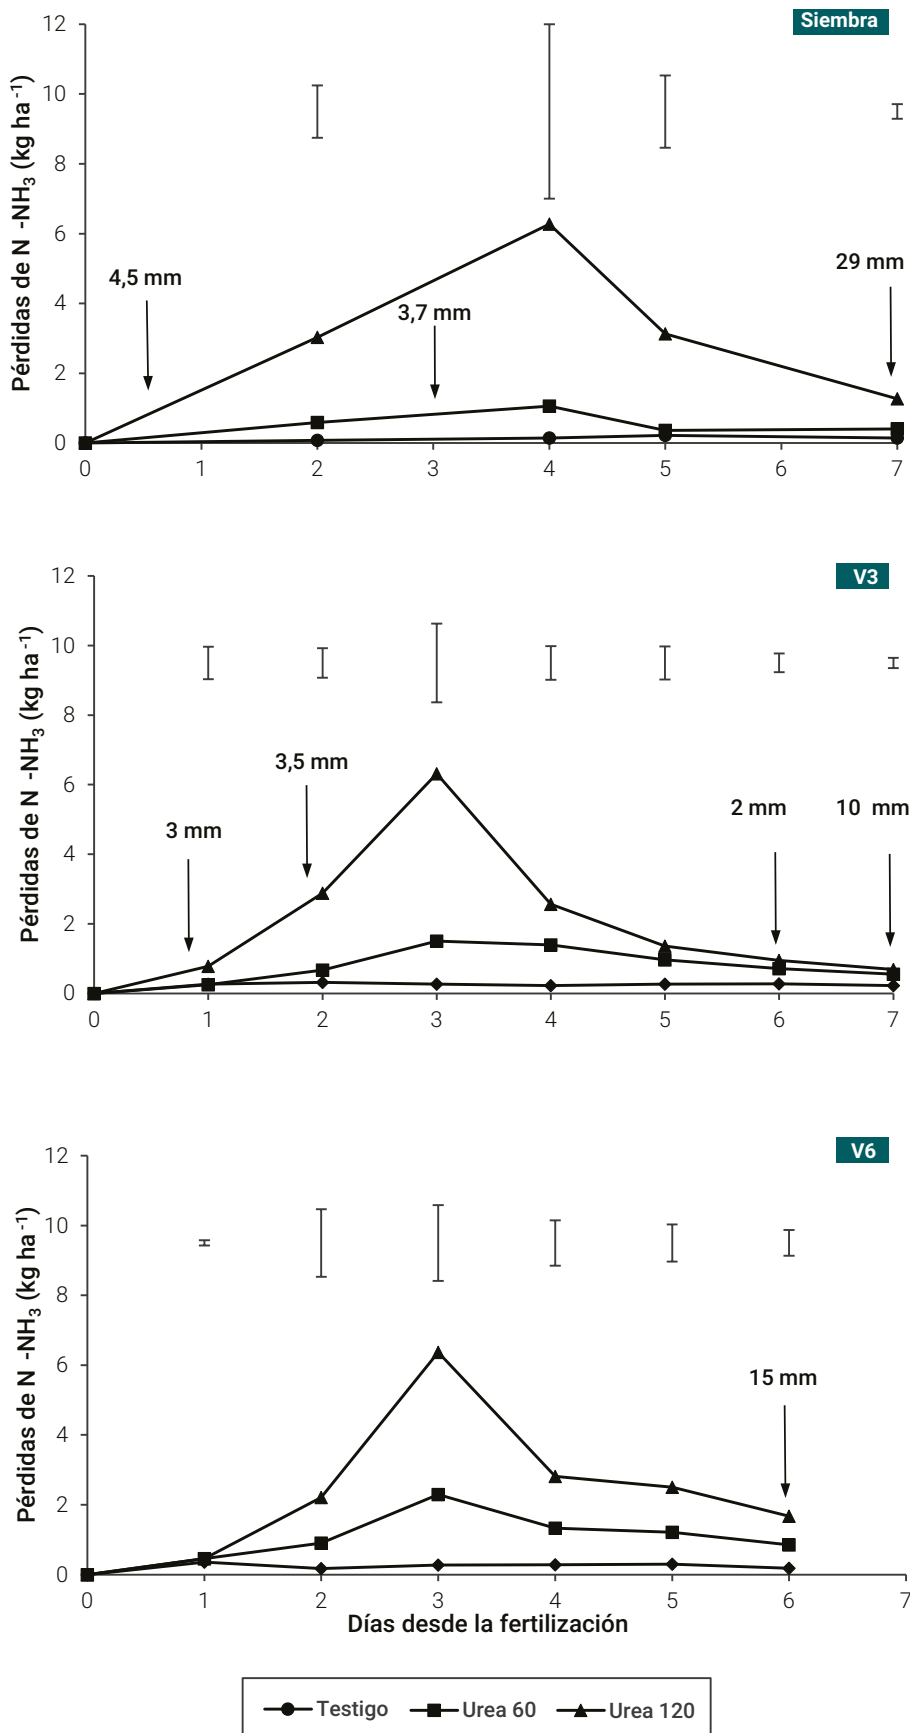 Siembra
Pérdidas de N -NH₃ (kg ha⁻¹)
12
10
8
6
4
2
0
4,5 mm
3,7 mm
29 mm
0 1 2 3 4 5 6 7
V3
Pérdidas de N -NH₃ (kg ha⁻¹)
12
10
8
6
4
2
0
3 mm
3,5 mm
2 mm
10 mm
0 1 2 3 4 5 6 7
V6
Pérdidas de N -NH₃ (kg ha⁻¹)
12
10
8
6
4
2
0
15 mm
0 1 2 3 4 5 6 7
Días desde la fertilización
Testigo Urea 60 Urea 120